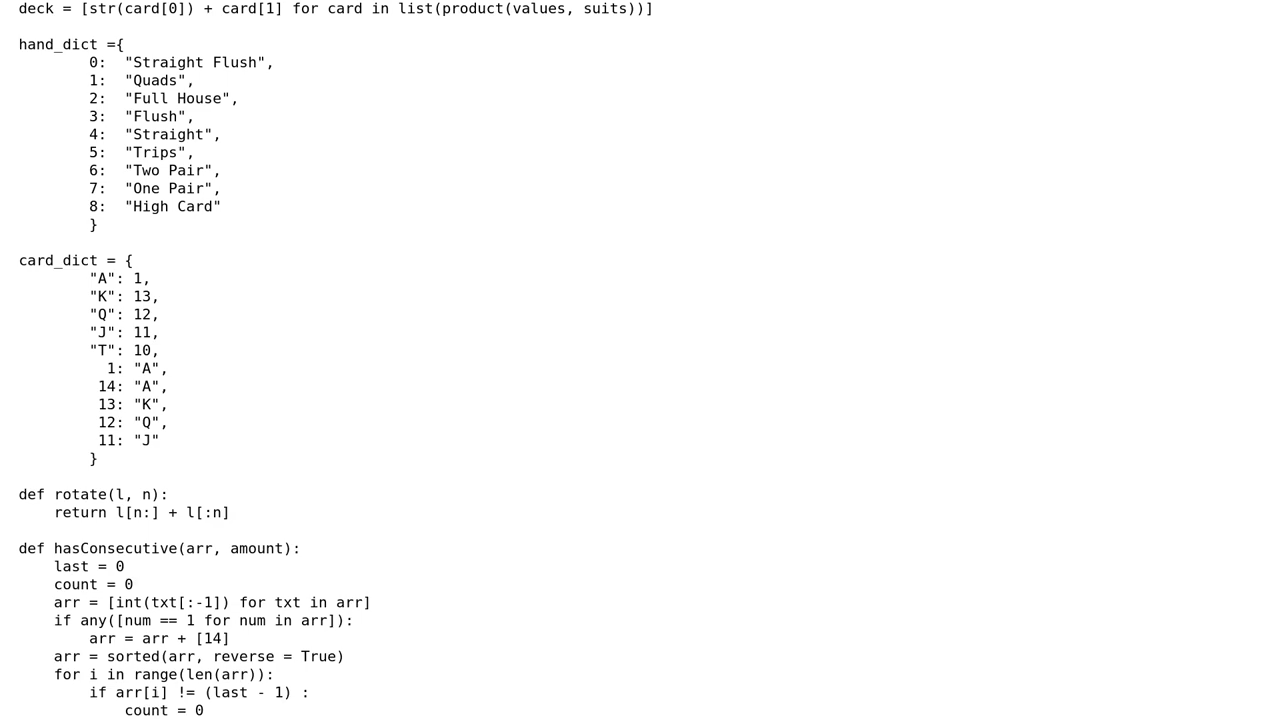 deck = [str(card[0]) + card[1] for card in list(product(values, suits))]
hand_dict ={
0:  "Straight Flush",
1:  "Quads",
2:  "Full House",
3:  "Flush",
4:  "Straight",
5:  "Trips",
6:  "Two Pair",
7:  "One Pair",
8:  "High Card"
}
card_dict = {
"A": 1,
"K": 13,
"Q": 12,
"J": 11,
"T": 10,
1: "A",
14: "A",
13: "K",
12: "Q",
11: "J"
}
def rotate(l, n):
return l[n:] + l[:n]
def hasConsecutive(arr, amount):
last = 0
count = 0
arr = [int(txt[:-1]) for txt in arr]
if any([num == 1 for num in arr]):
arr = arr + [14]
arr = sorted(arr, reverse = True)
for i in range(len(arr)):
if arr[i] != (last - 1) :
count = 0